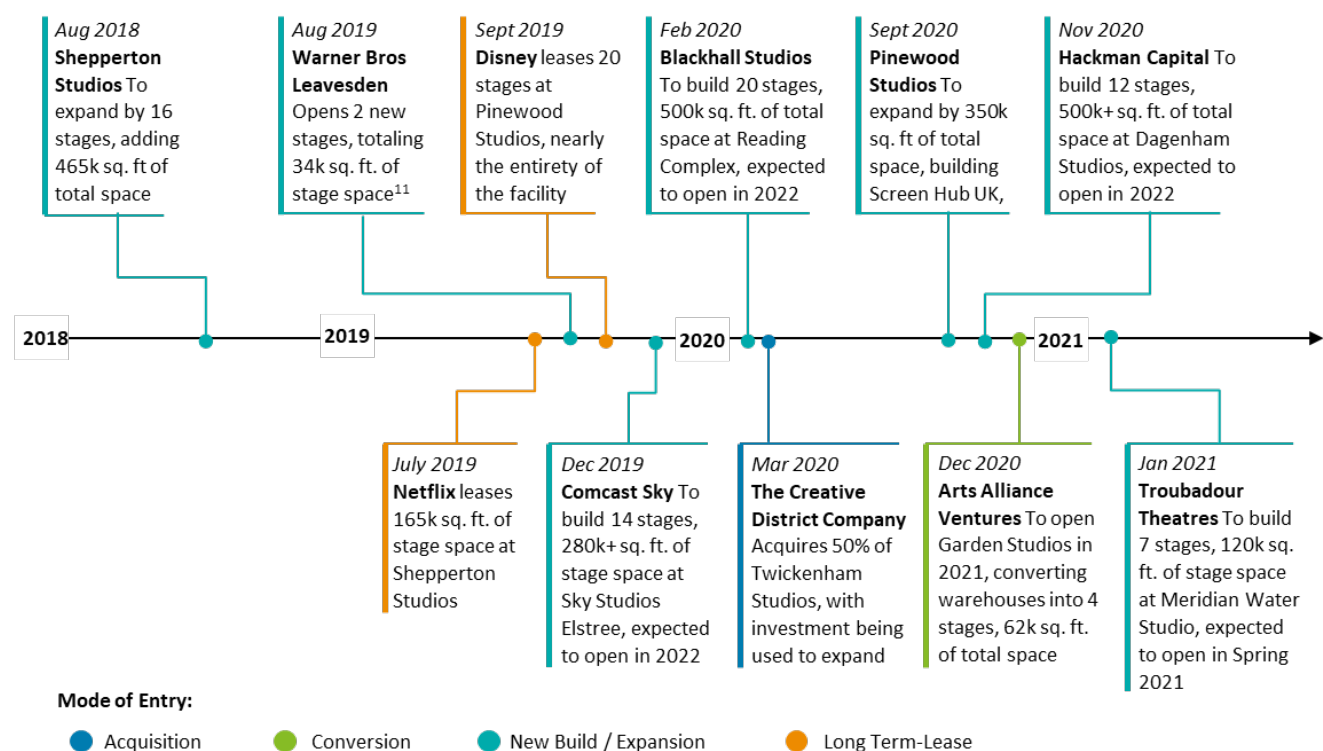 Aug 2018
Shepperton
Studios To
expand by 16
stages, adding
465k sq. ft of
total space
Aug 2019
Warner Bros
Leavesden
Opens 2 new
stages, totaling
34k sq. ft. of
stage space¹¹
Sept 2019
Disney leases 20
stages at
Pinewood
Studios, nearly
the entirety of
the facility
Feb 2020
Blackhall Studios
To build 20 stages,
500k sq. ft. of total
space at Reading
Complex, expected
to open in 2022
Sept 2020
Pinewood
Studios To
expand by 350k
sq. ft of total
space, building
Screen Hub UK,
Nov 2020
Hackman Capital To
build 12 stages,
500k+ sq. ft. of total
space at Dagenham
Studios, expected to
open in 2022
2018
2019
2020
2021
July 2019
Netflix leases
165k sq. ft. of
stage space at
Shepperton
Studios
Dec 2019
Comcast Sky To
build 14 stages,
280k+ sq. ft. of
stage space at
Sky Studios
Elstree, expected
to open in 2022
Mar 2020
The Creative
District Company
Acquires 50% of
Twickenham
Studios, with
investment being
used to expand
Dec 2020
Arts Alliance
Ventures To open
Garden Studios in
2021, converting
warehouses into 4
stages, 62k sq. ft.
of total space
Jan 2021
Troubadour
Theatres To build
7 stages, 120k sq.
ft. of stage space
at Meridian Water
Studio, expected
to open in Spring
2021
Mode of Entry:
Acquisition
Conversion
New Build / Expansion
Long Term-Lease